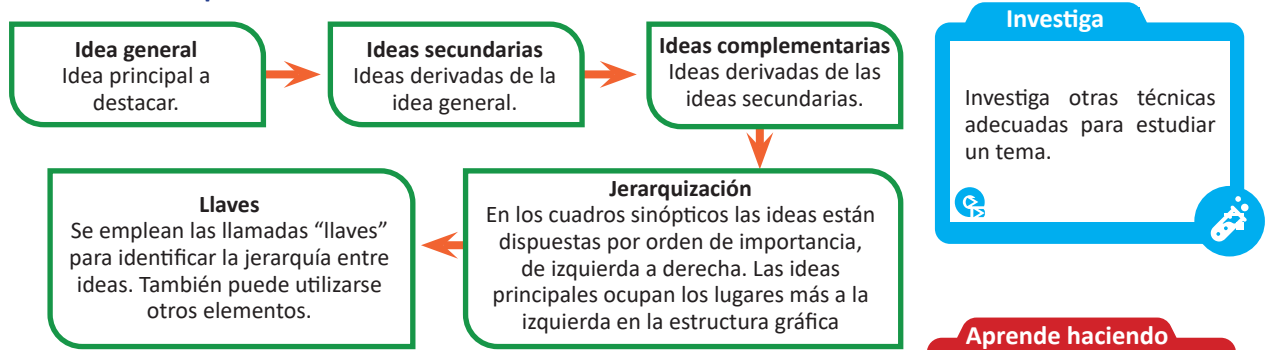 Idea general
Idea principal a
destacar.
Ideas secundarias
Ideas derivadas de la
idea general.
Ideas complementarias
Ideas derivadas de las
ideas secundarias.
Jerarquización
En los cuadros sinópticos las ideas están
dispuestas por orden de importancia,
de izquierda a derecha. Las ideas
principales ocupan los lugares más a la
izquierda en la estructura gráfica
Llaves
Se emplean las llamadas “llaves”
para identificar la jerarquía entre
ideas. También puede utilizarse
otros elementos.
Investiga
Investiga otras técnicas
adecuadas para estudiar
un tema.
Aprende haciendo